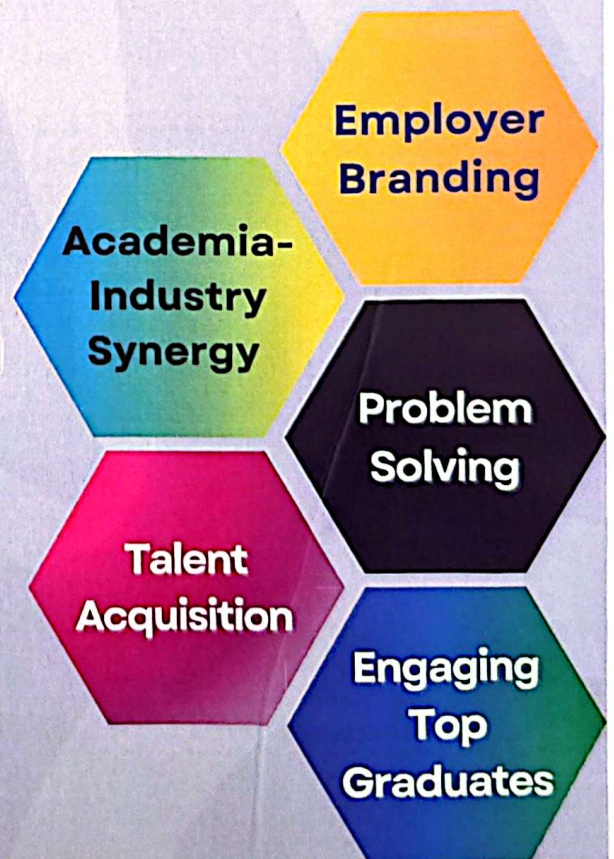 Employer
Branding
Academia-
Industry
Synergy
Problem
Solving
Talent
Acquisition
Engaging
Top
Graduates